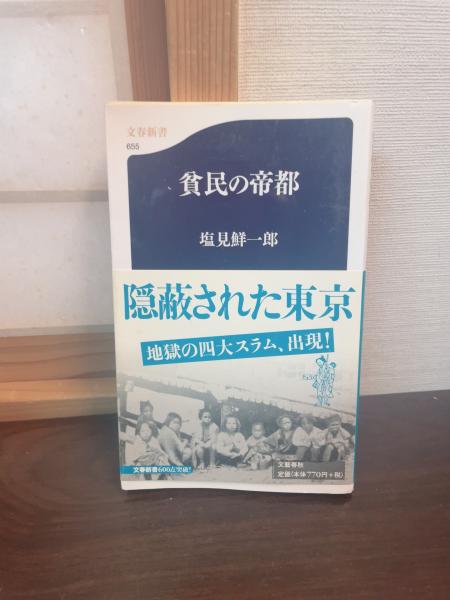 文春新書
655
貧民の帝都
塩見鮮一郎
隠蔽された東京
地獄の四大スラム、出現!
文春新書600点突破!
文藝春秋
定価(本体770円+税)